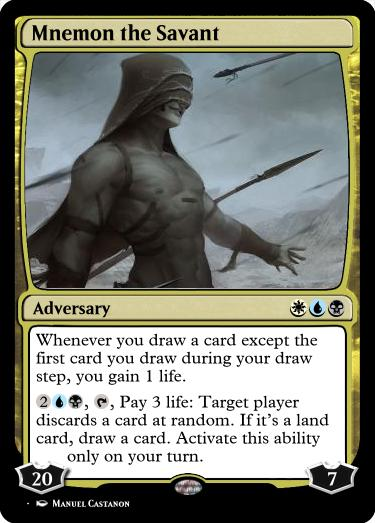 Mnemon the Savant
Adversary
Whenever you draw a card except the
first card you draw during your draw
step, you gain 1 life.
2, , Pay 3 life: Target player
discards a card at random. If it's a land
card, draw a card. Activate this ability
only on your turn.
20
7
Manuel Castanon